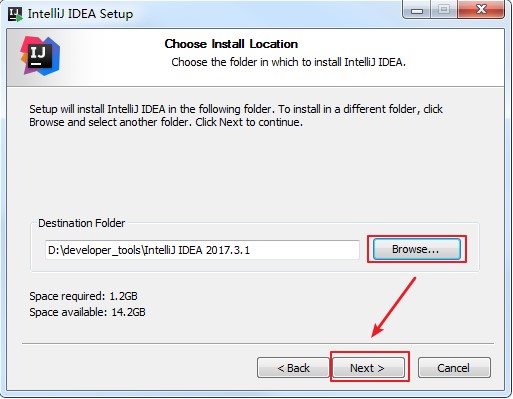 IntelliJ IDEA Setup
IJ
Choose Install Location
Choose the folder in which to install IntelliJ IDEA.
Setup will install IntelliJ IDEA in the following folder. To install in a different folder, click
Browse and select another folder. Click Next to continue.
Destination Folder
D:\developer_tools\IntelliJ IDEA 2017.3.1
Browse...
Space required: 1.2GB
Space available: 14.2GB
< Back
Next >
Cancel